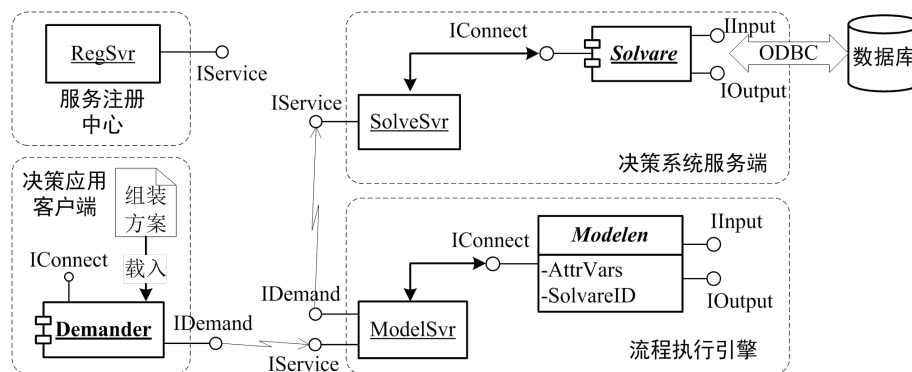 RegSvr
IService
服务注册
中心
IConnect
Solvare
IInput
ODBC
数据库
IOutput
IService
SolveSvr
决策系统服务端
决策应用
客户端
组装
方案
载入
IConnect
Demander
IDemand
IDemand
IService
ModelSvr
IConnect
Modelen
-AttrVars
-SolvareID
IInput
IOutput
流程执行引擎